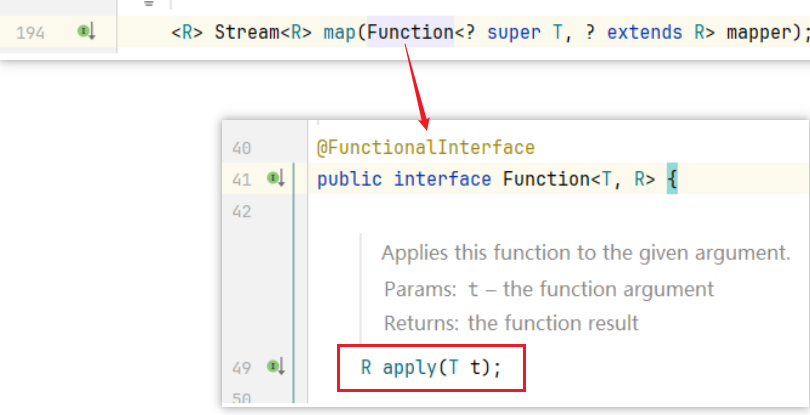 194 <R> Stream<R> map(Function<? super T, ? extends R> mapper);
40 @FunctionalInterface
41 public interface Function<T, R> {
42
Applies this function to the given argument.
Params: t – the function argument
Returns: the function result
49 R apply(T t);
50